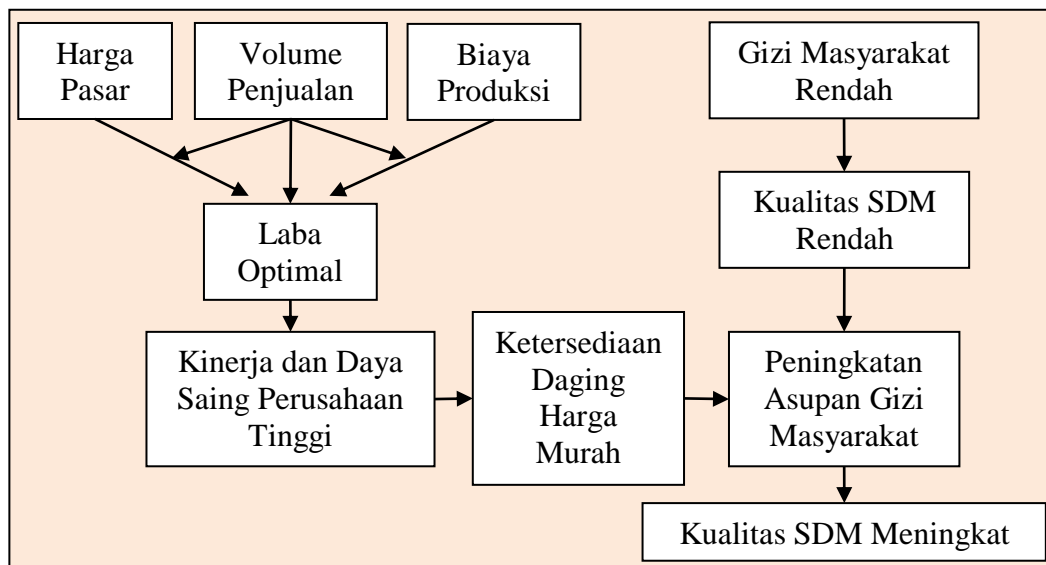 Harga
Pasar
Volume
Penjualan
Biaya
Produksi
Gizi Masyarakat
Rendah
Laba
Optimal
Kualitas SDM
Rendah
Kinerja dan Daya
Saing Perusahaan
Tinggi
Ketersediaan
Daging
Harga
Murah
Peningkatan
Asupan Gizi
Masyarakat
Kualitas SDM Meningkat